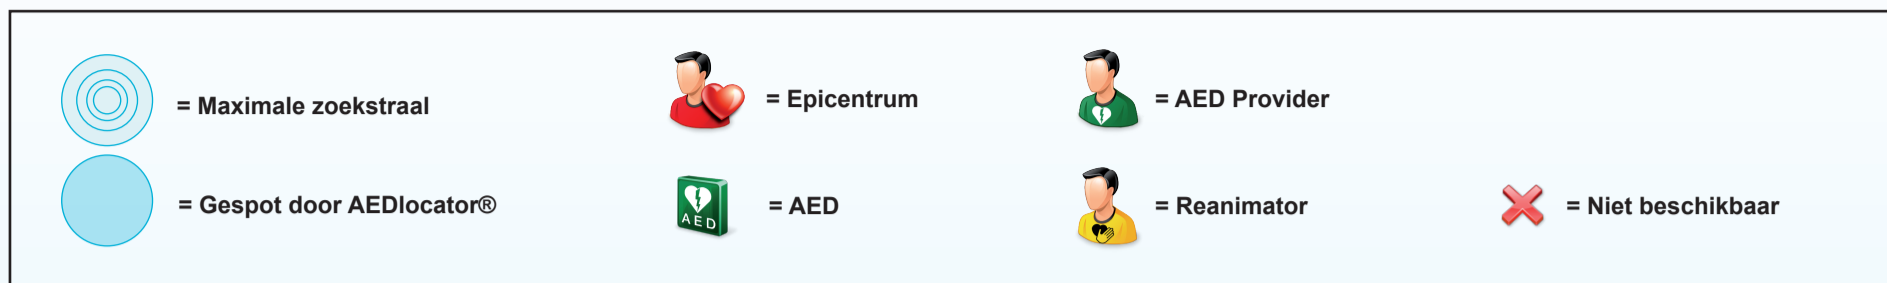 = Maximale zoekstraal
= Epicentrum
= AED Provider
= Gespot door AEDlocator®
AED
= AED
= Reanimator
= Niet beschikbaar